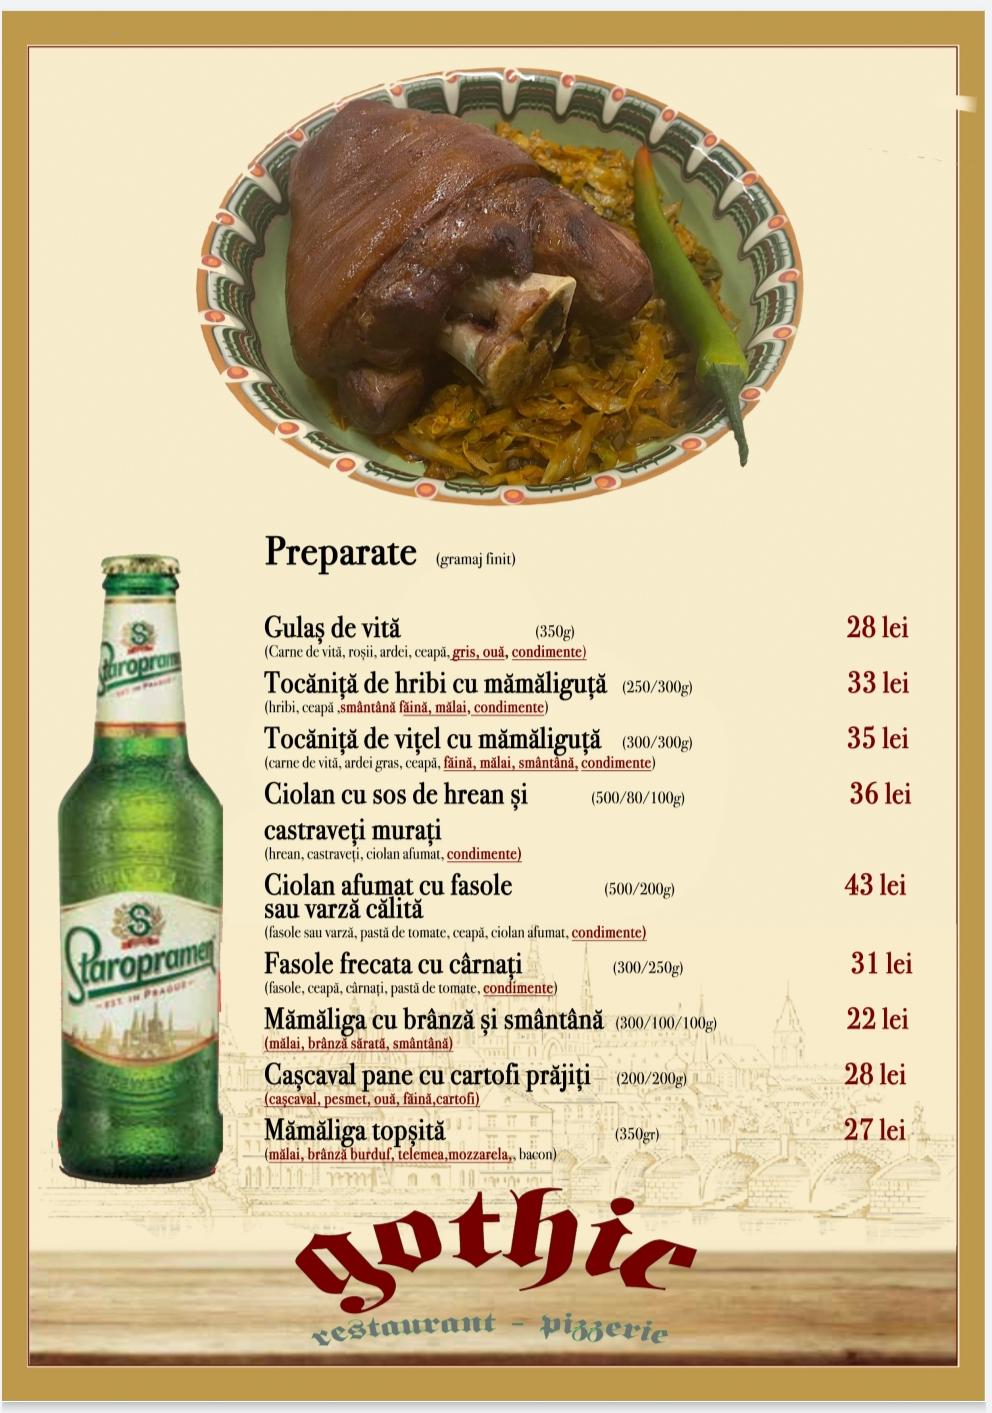 Staropram
EST. IN PRAGUE
Staropramen
EST. IN PRAGUE
Preparate (gramaj finit)
Gulaș de vită (350g) 28 lei
(Carne de vită, roșii, ardei, ceapă, gris, ouă, condimente)
Tocăniță de hribi cu mămăliguță (250/300g) 33 lei
(hribi, ceapă ,smântână făină, mălai, condimente)
Tocăniță de vițel cu mămăliguță (300/300g) 35 lei
(carne de vită, ardei gras, ceapă, făină, mălai, smântână, condimente)
Ciolan cu sos de hrean și (500/80/100g) 36 lei
castraveți murați
(hrean, castraveți, ciolan afumat, condimente)
Ciolan afumat cu fasole (500/200g) 43 lei
sau varză călită
(fasole sau varză, pastă de tomate, ceapă, ciolan afumat, condimente)
Fasole frecata cu cârnați (300/250g) 31 lei
(fasole, ceapă, cârnați, pastă de tomate, condimente)
Mămăliga cu brânză și smântână (300/100/100g) 22 lei
(mălai, brânză sărată, smântână)
Cașcaval pane cu cartofi prăjiți (200/200g) 28 lei
(cașcaval, pesmet, ouă, făină,cartofi)
Mămăliga topșită (350gr) 27 lei
(mălai, brânză burduf, telemea,mozzarela,, bacon)
gothic
restaurant - pizzerie